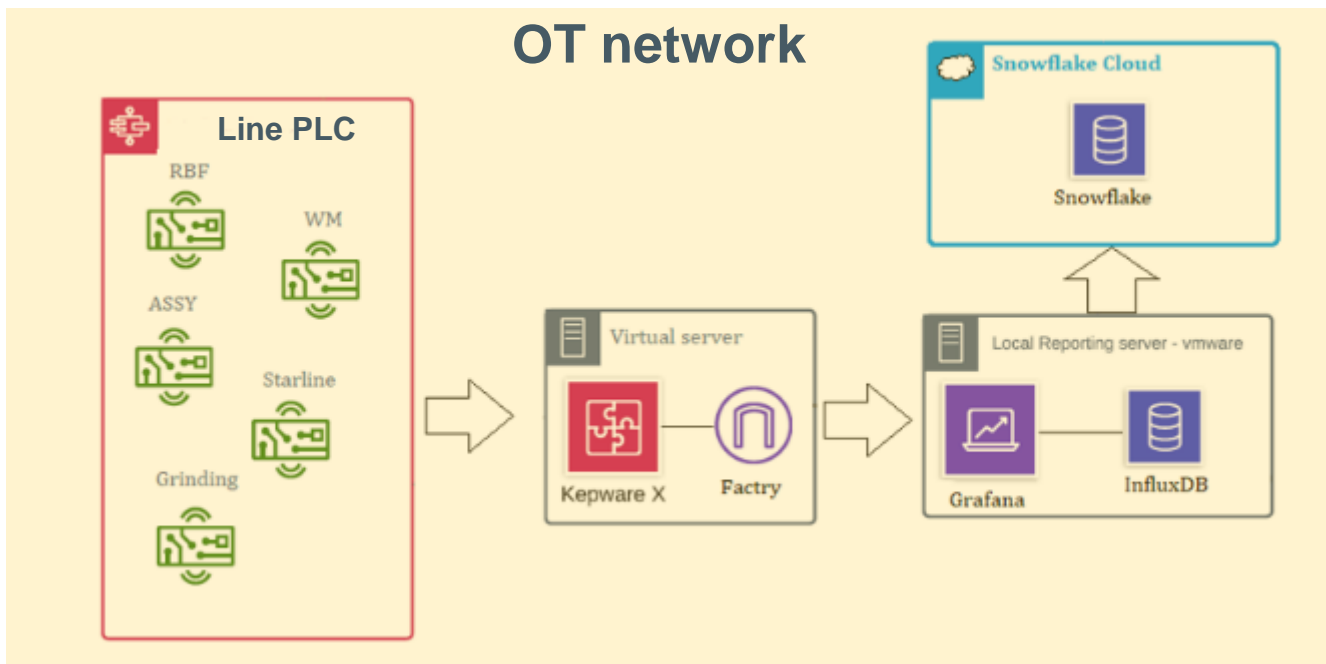 OT network
Line PLC
RBF
WM
ASSY
Starline
Grinding
Virtual server
Kepware X
Factry
Snowflake Cloud
Snowflake
Local Reporting server - vmware
Grafana
InfluxDB